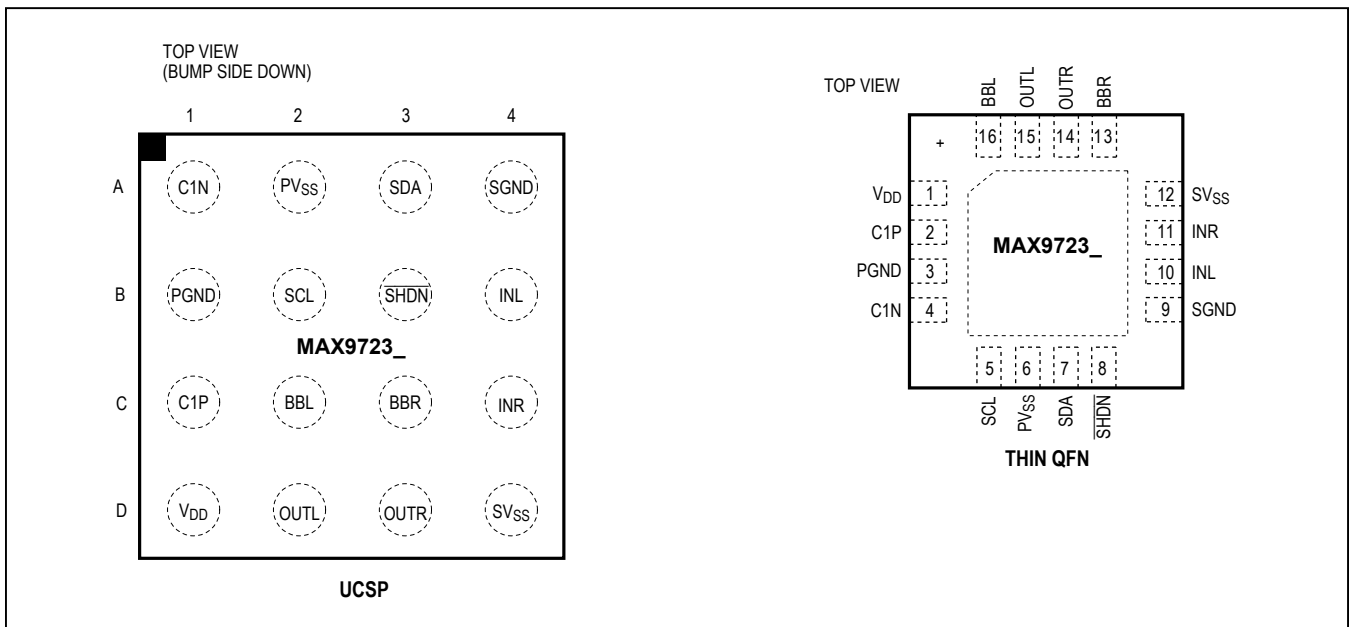 TOP VIEW
(BUMP SIDE DOWN)
1 2 3 4
A C1N PVSS SDA SGND
B PGND SCL SHDN INL
MAX9723_
C C1P BBL BBR INR
D VDD OUTL OUTR SVSS
UCSP
TOP VIEW
BBL OUTL OUTR BBR
+ 16 15 14 13
VDD 1 12 SVSS
C1P 2 11 INR
MAX9723_
PGND 3 10 INL
C1N 4 9 SGND
5 6 7 8
SCL PVSS SDA SHDN
THIN QFN